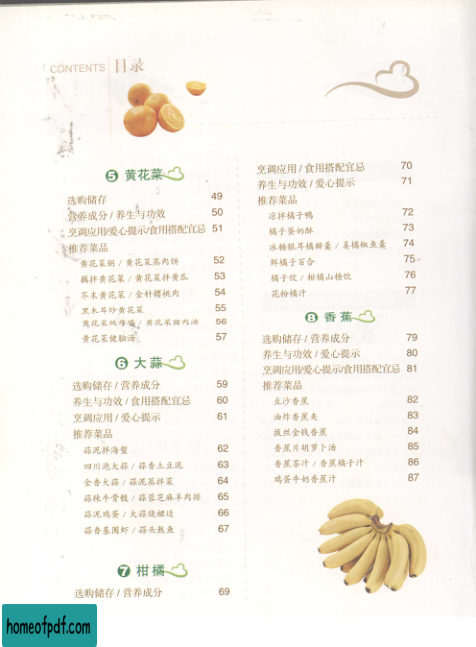 CONTENTS 目录
5 黄花菜
选购储存 49
营养成分 / 养生与功效 50
烹调应用/爱心提示/食用搭配宜忌 51
推荐菜品
黄花菜粥 / 黄花菜蒸肉饼 52
藕拌黄花菜 / 黄花菜拌黄瓜 53
芥末黄花菜 / 金针樱桃肉 54
黑木耳炒黄花菜 55
黄花菜炖母鸡 / 黄花菜猪肉汤 56
黄花菜健脑汤 57
6 大蒜
选购储存 / 营养成分 59
养生与功效 / 食用搭配宜忌 60
烹调应用 / 爱心提示 61
推荐菜品
蒜泥拌海蜇 62
四川泡大蒜 / 蒜香土豆泥 63
金香大蒜 / 蒜泥蒸拌菜 64
蒜辣牛骨髓 / 蒜蓉芝麻羊肉排 65
蒜泥鸡蛋 / 大蒜烧裙边 66
蒜香基围虾 / 蒜头热鱼 67
7 柑橘
选购储存 / 营养成分 69
烹调应用 / 食用搭配宜忌 70
养生与功效 / 爱心提示 71
推荐菜品
凉拌橘子鸭 72
橘子蛋奶酥 73
冰糖银耳橘瓣羹 / 姜橘椒鱼羹 74
鲜橘子百合 75
橘子饮 / 柑橘山楂饮 76
花粉橘汁 77
8 香蕉
选购储存 / 营养成分 79
养生与功效 / 爱心提示 80
烹调应用/爱心提示/食用搭配宜忌 81
推荐菜品
豆沙香蕉 82
油炸香蕉夹 83
拔丝金钱香蕉 84
香蕉片胡萝卜汤 85
香蕉茶汁 / 香蕉橘子汁 86
鸡蛋牛奶香蕉汁 87
homeofpdf.com